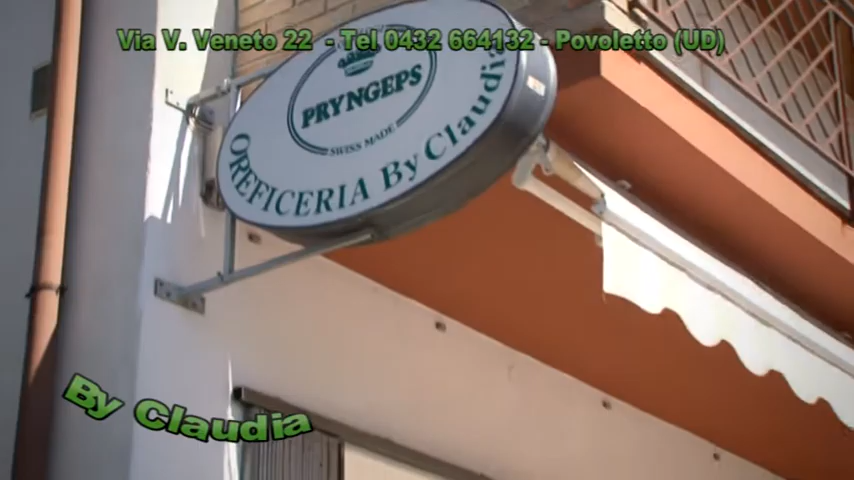 Via V. Veneto 22 - Tel 0432 664132 - Povoletto (UD)
PRYNGEPS
SWISS MADE
OREFICERIA By Claudia
By Claudia